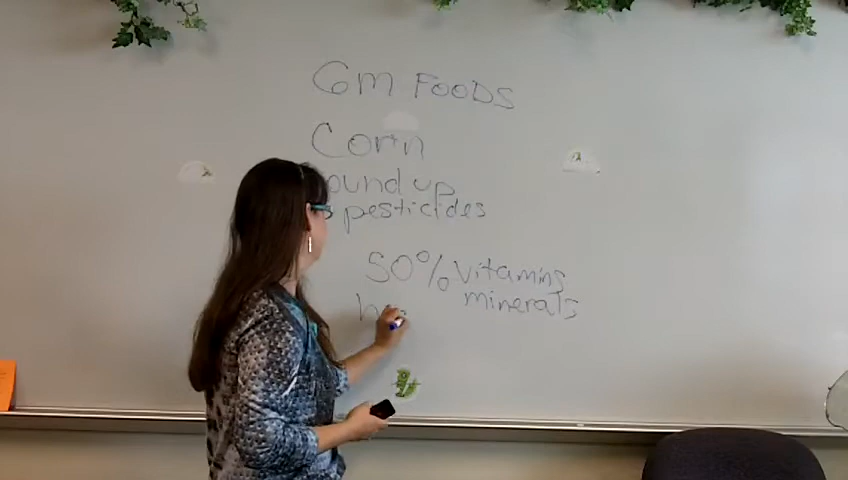 GM FOODS
Corn
ound up
pesticides
50% vitamins
minerals